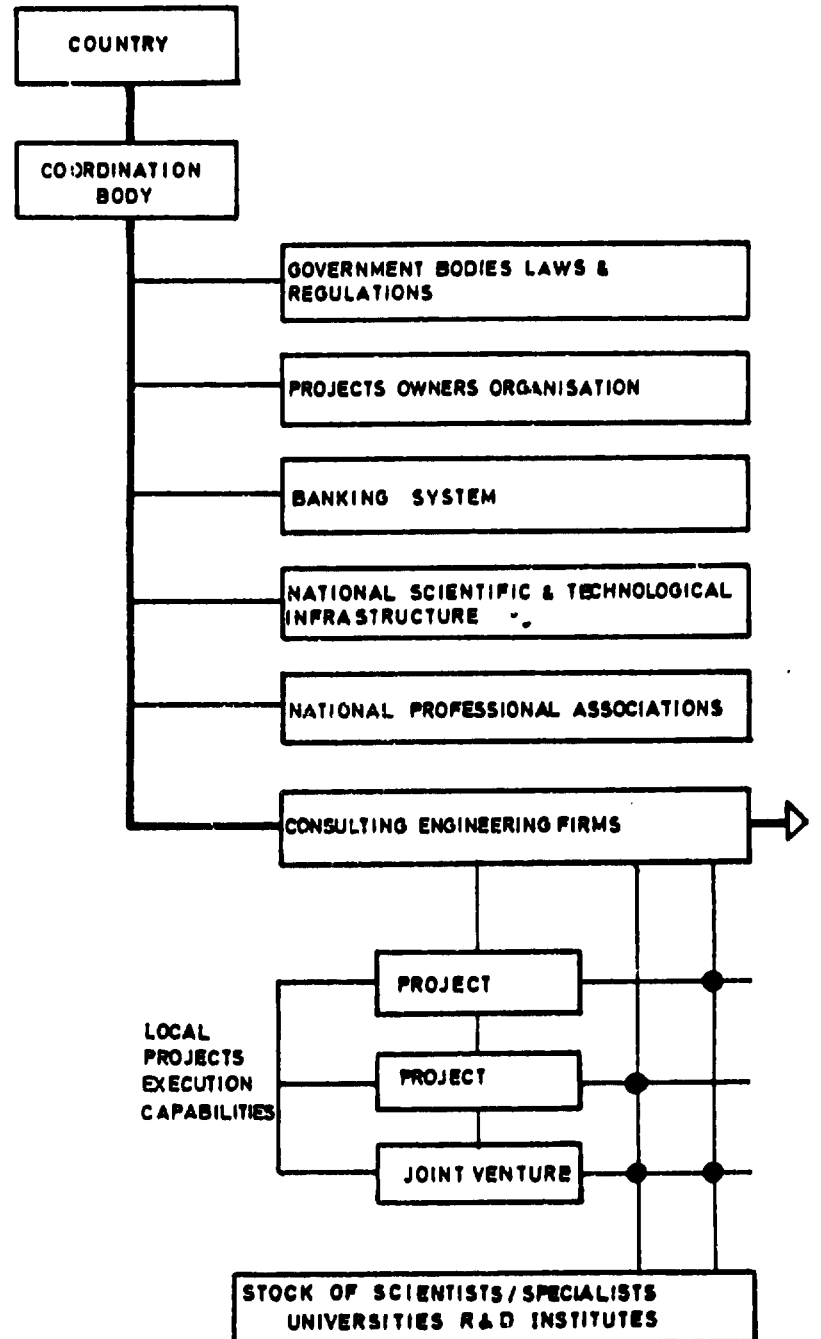 COUNTRY
COORDINATION
BODY
GOVERNMENT BODIES LAWS &
REGULATIONS
PROJECTS OWNERS ORGANISATION
BANKING SYSTEM
NATIONAL SCIENTIFIC & TECHNOLOGICAL
INFRASTRUCTURE
NATIONAL PROFESSIONAL ASSOCIATIONS
CONSULTING ENGINEERING FIRMS
PROJECT
LOCAL
PROJECTS
EXECUTION
CAPABILITIES
PROJECT
JOINT VENTURE
STOCK OF SCIENTISTS/SPECIALISTS
UNIVERSITIES R & D INSTITUTES